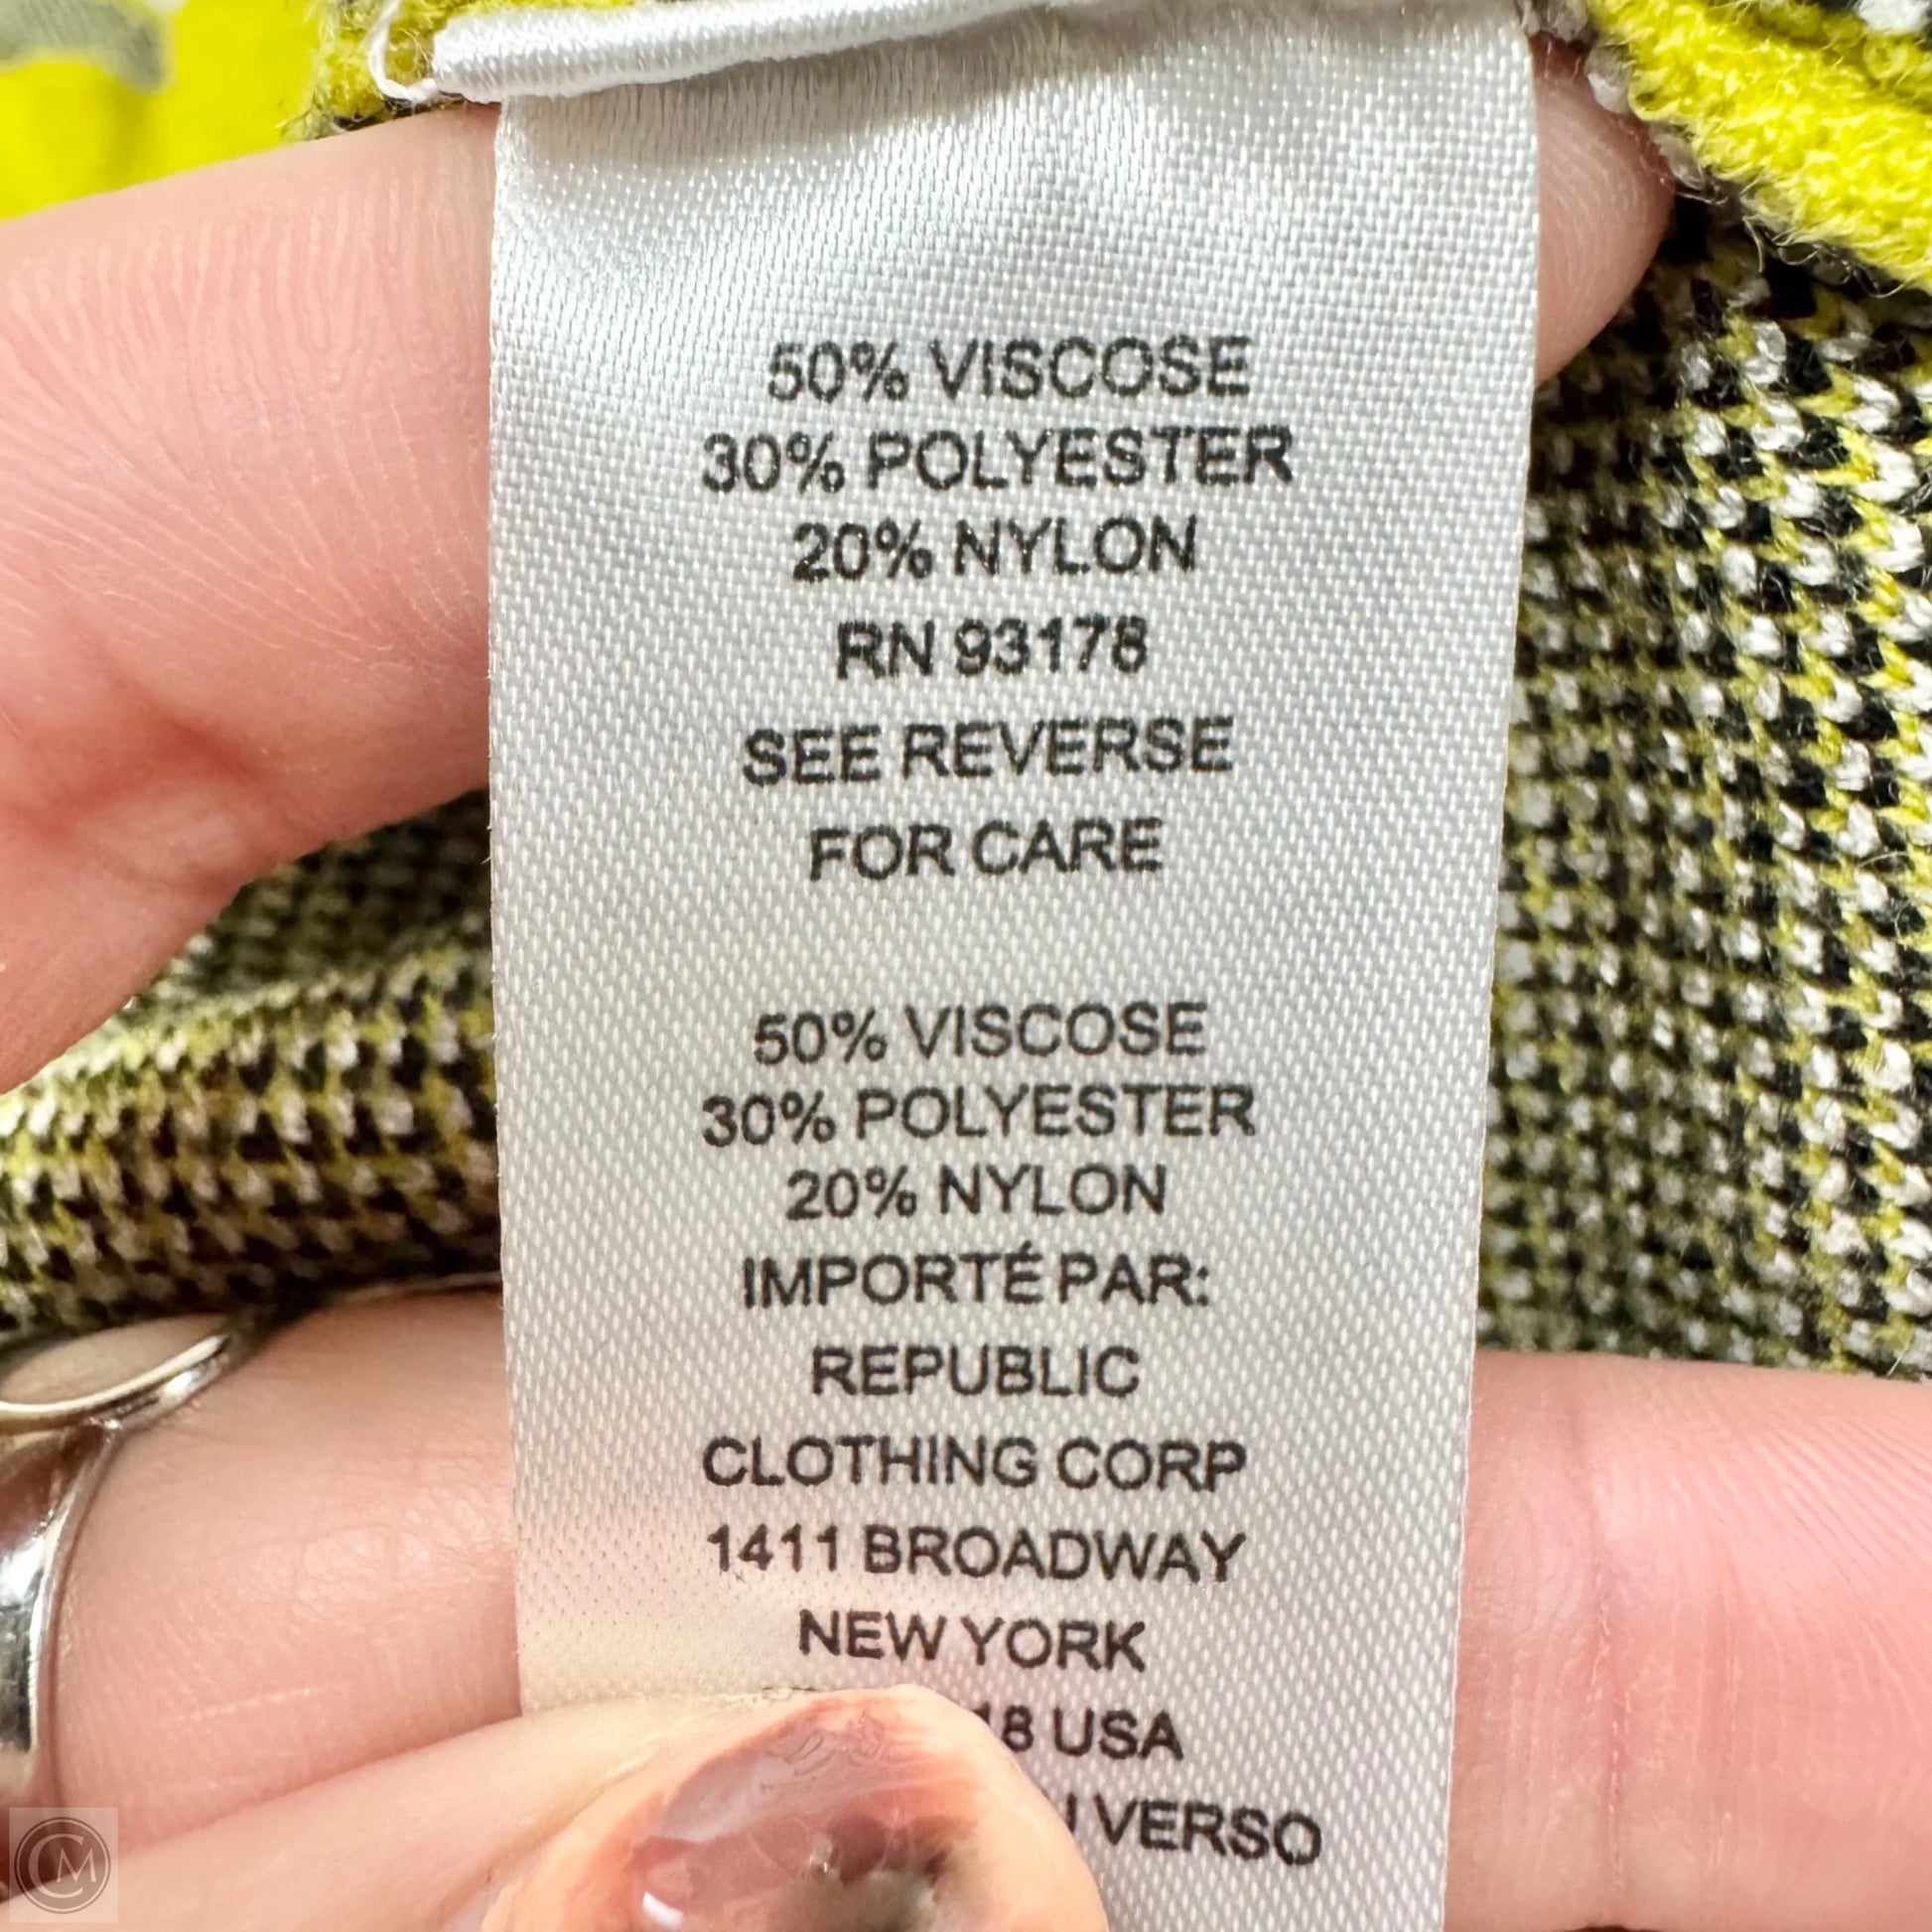 50% VISCOSE
30% POLYESTER
20% NYLON
RN 93178
SEE REVERSE
FOR CARE
50% VISCOSE
30% POLYESTER
20% NYLON
IMPORTÉ PAR:
REPUBLIC
CLOTHING CORP
1411 BROADWAY
NEW YORK
18 USA
VERSO
CM